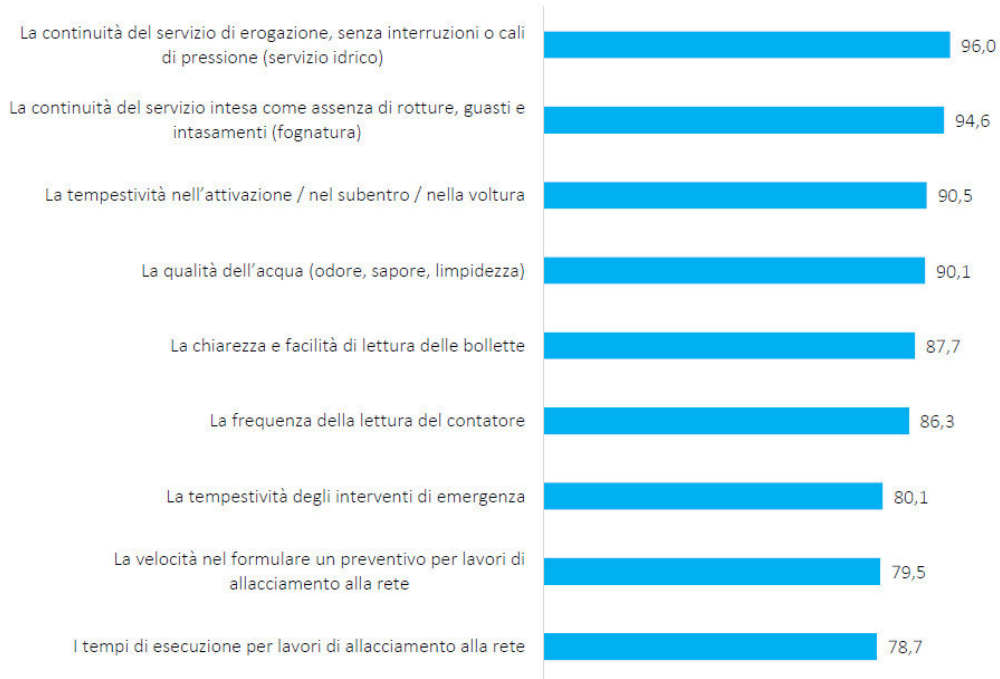 La continuità del servizio di erogazione, senza interruzioni o cali
di pressione (servizio idrico)
96,0
La continuità del servizio intesa come assenza di rotture, guasti e
intasamenti (fognatura)
94,6
La tempestività nell'attivazione / nel subentro / nella voltura
90,5
La qualità dell'acqua (odore, sapore, limpidezza)
90,1
La chiarezza e facilità di lettura delle bollette
87,7
La frequenza della lettura del contatore
86,3
La tempestività degli interventi di emergenza
80,1
La velocità nel formulare un preventivo per lavori di
allacciamento alla rete
79,5
I tempi di esecuzione per lavori di allacciamento alla rete
78,7